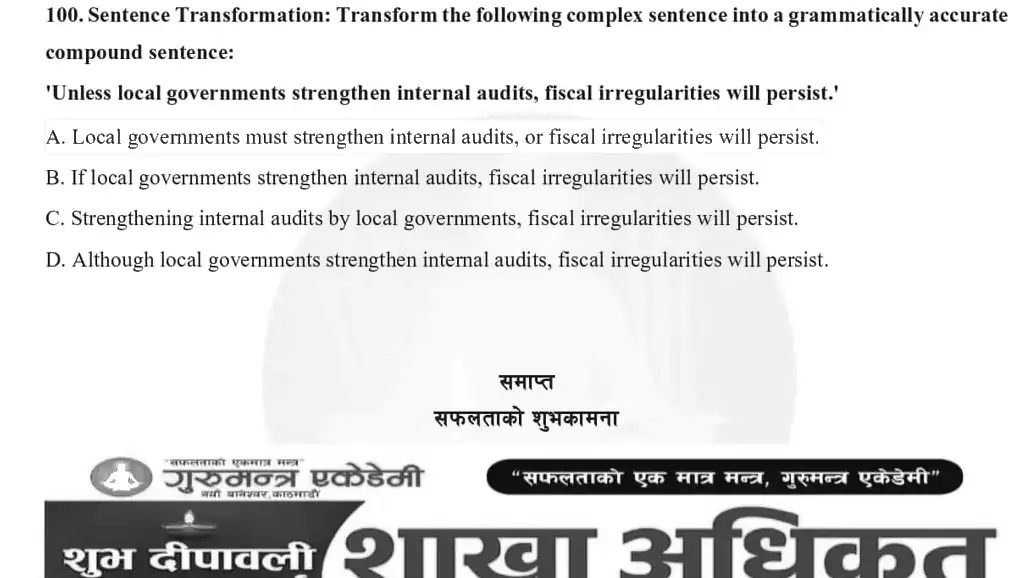 100. Sentence Transformation: Transform the following complex sentence into a grammatically accurate
compound sentence:
'Unless local governments strengthen internal audits, fiscal irregularities will persist.'
A. Local governments must strengthen internal audits, or fiscal irregularities will persist.
B. If local governments strengthen internal audits, fiscal irregularities will persist.
C. Strengthening internal audits by local governments, fiscal irregularities will persist.
D. Although local governments strengthen internal audits, fiscal irregularities will persist.
समाप्त
सफलताको शुभकामना
"सफलताको एकमात्र मन्त्र"
गुरुमन्त्र एकेडेमी
नयाँ बानेश्वर, काठमाडौं
“सफलताको एक मात्र मन्त्र, गुरुमन्त्र एकेडेमी”
शुभ दीपावली
शाखा अधिकृत